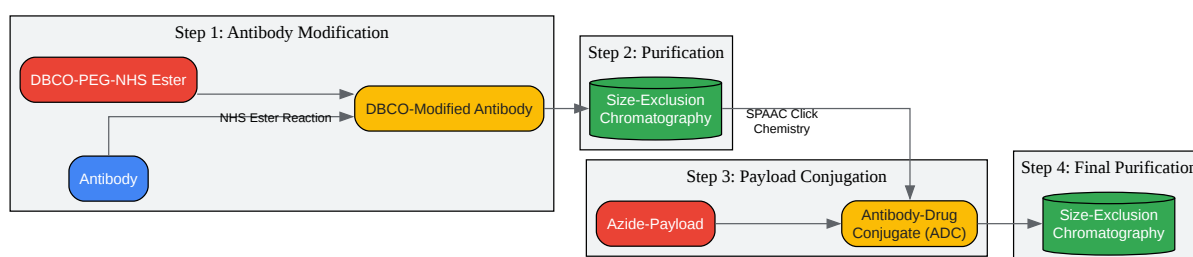 Step 1: Antibody Modification
DBCO-PEG-NHS Ester
NHS Ester Reaction
Antibody
DBCO-Modified Antibody
Step 2: Purification
Size-Exclusion
Chromatography
SPAAC Click
Chemistry
Step 3: Payload Conjugation
Azide-Payload
Antibody-Drug
Conjugate (ADC)
Step 4: Final Purification
Size-Exclusion
Chromatography